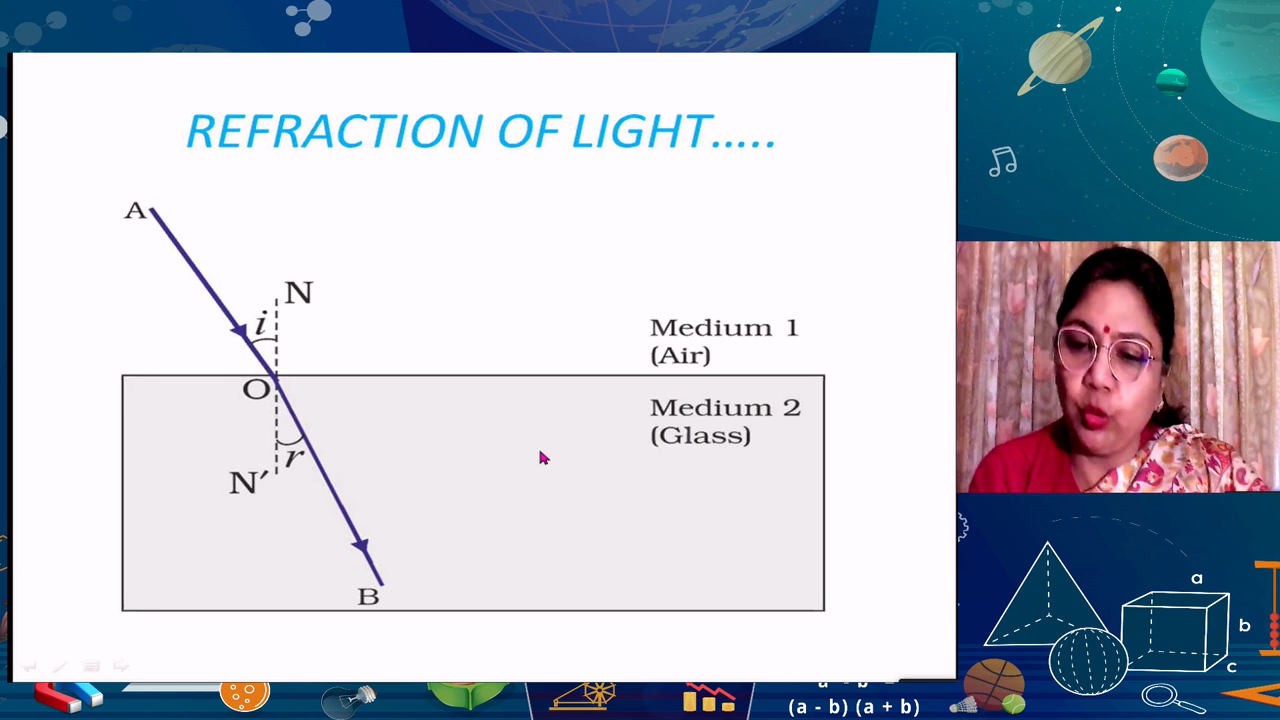 REFRACTION OF LIGHT.....
A
N
i
Medium 1
(Air)
O
Medium 2
(Glass)
r
N′
B
a
b
c
(a - b) (a + b)